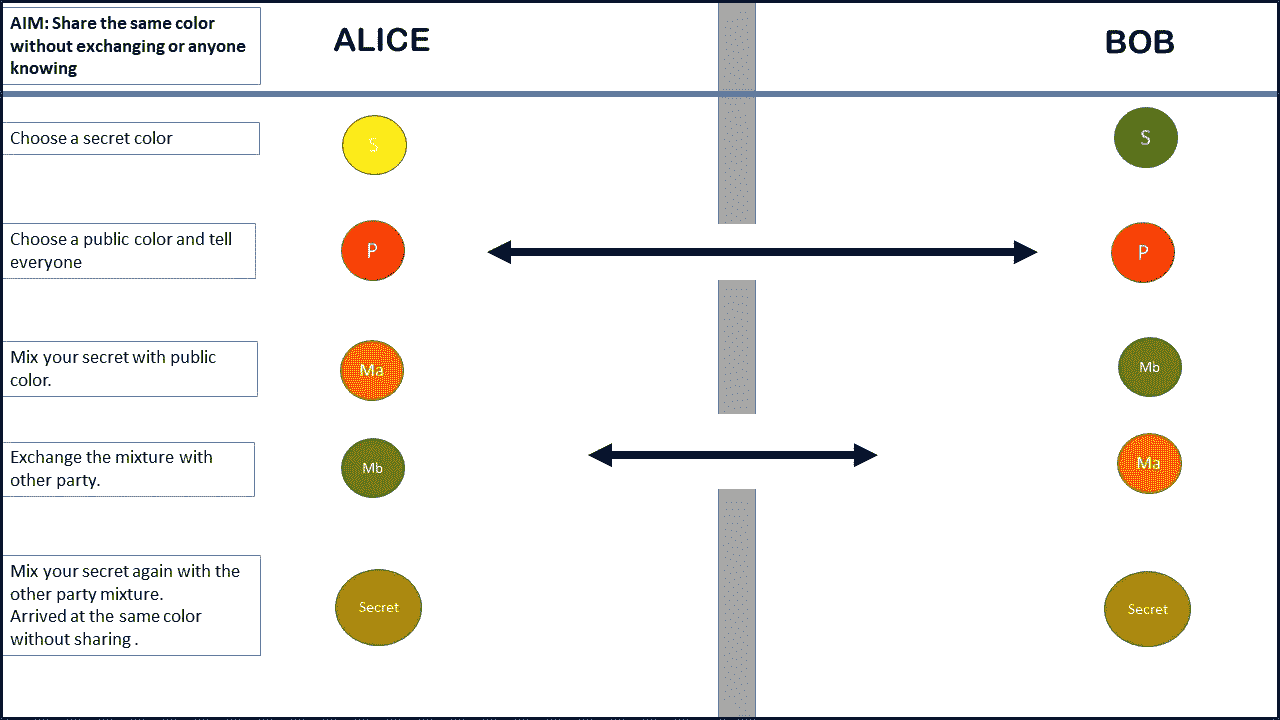 AIM: Share the same color
without exchanging or anyone
knowing
ALICE
BOB
Choose a secret color
S
S
Choose a public color and tell
everyone
P
P
Mix your secret with public
color.
Ma
Mb
Exchange the mixture with
other party.
Mb
Ma
Mix your secret again with the
other party mixture.
Arrived at the same color
without sharing .
Secret
Secret